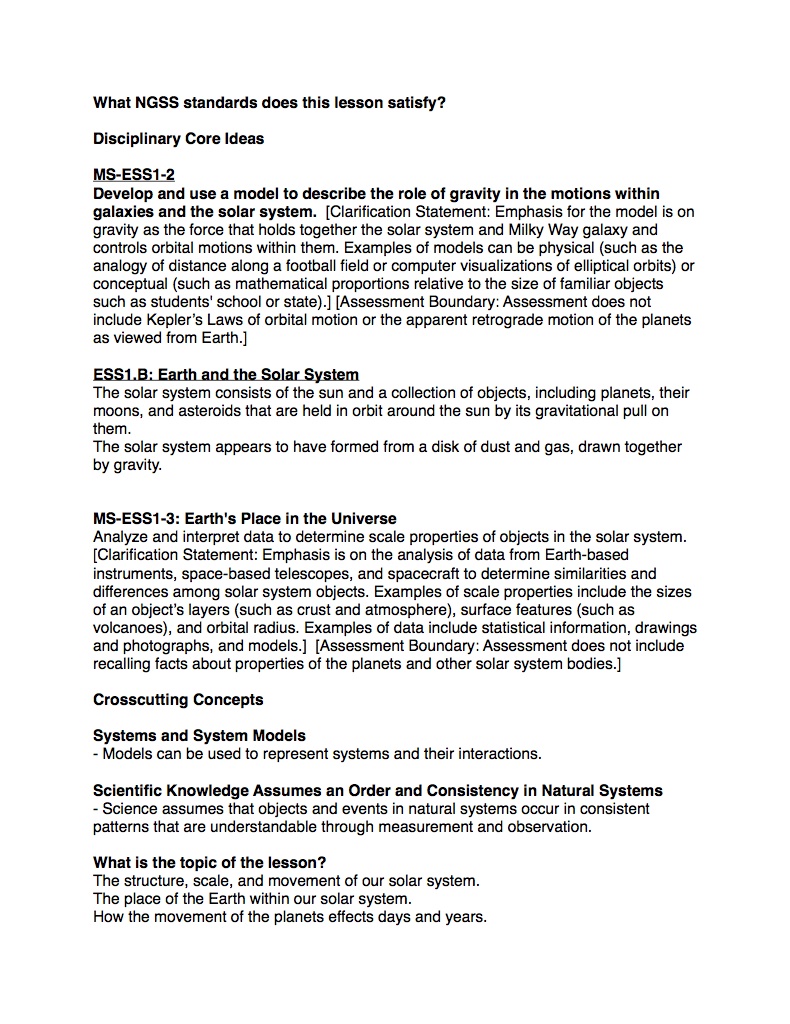 What NGSS standards does this lesson satisfy?
Disciplinary Core Ideas
MS-ESS1-2
Develop and use a model to describe the role of gravity in the motions within
galaxies and the solar system.  [Clarification Statement: Emphasis for the model is on
gravity as the force that holds together the solar system and Milky Way galaxy and
controls orbital motions within them. Examples of models can be physical (such as the
analogy of distance along a football field or computer visualizations of elliptical orbits) or
conceptual (such as mathematical proportions relative to the size of familiar objects
such as students' school or state).] [Assessment Boundary: Assessment does not
include Kepler’s Laws of orbital motion or the apparent retrograde motion of the planets
as viewed from Earth.]
ESS1.B: Earth and the Solar System
The solar system consists of the sun and a collection of objects, including planets, their
moons, and asteroids that are held in orbit around the sun by its gravitational pull on
them.
The solar system appears to have formed from a disk of dust and gas, drawn together
by gravity.
MS-ESS1-3: Earth's Place in the Universe
Analyze and interpret data to determine scale properties of objects in the solar system.
[Clarification Statement: Emphasis is on the analysis of data from Earth-based
instruments, space-based telescopes, and spacecraft to determine similarities and
differences among solar system objects. Examples of scale properties include the sizes
of an object’s layers (such as crust and atmosphere), surface features (such as
volcanoes), and orbital radius. Examples of data include statistical information, drawings
and photographs, and models.]  [Assessment Boundary: Assessment does not include
recalling facts about properties of the planets and other solar system bodies.]
Crosscutting Concepts
Systems and System Models
- Models can be used to represent systems and their interactions.
Scientific Knowledge Assumes an Order and Consistency in Natural Systems
- Science assumes that objects and events in natural systems occur in consistent
patterns that are understandable through measurement and observation.
What is the topic of the lesson?
The structure, scale, and movement of our solar system.
The place of the Earth within our solar system.
How the movement of the planets effects days and years.